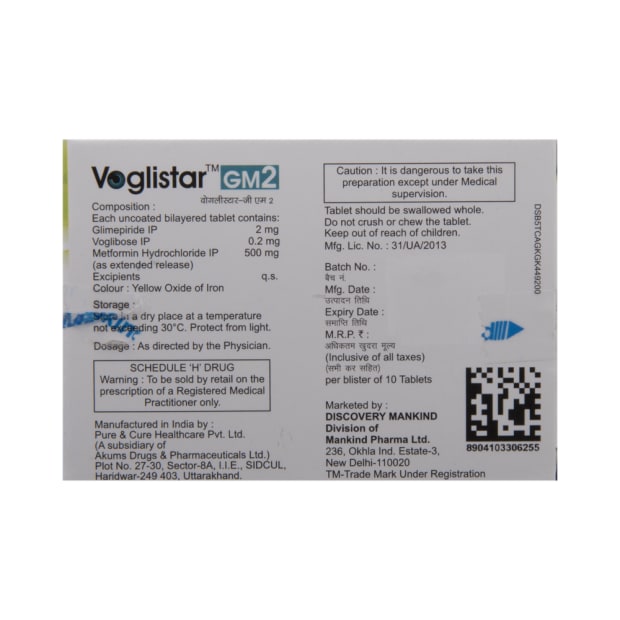 Voglistar™ GM2
वोगलीस्टार-जी एम 2
Composition :
Each uncoated bilayered tablet contains:
Glimepiride IP 2 mg
Voglibose IP 0.2 mg
Metformin Hydrochloride IP 500 mg
(as extended release)
Excipients q.s.
Colour : Yellow Oxide of Iron
Storage :
Store in a dry place at a temperature
not exceeding 30°C. Protect from light.
Dosage : As directed by the Physician.
SCHEDULE 'H' DRUG
Warning : To be sold by retail on the
prescription of a Registered Medical
Practitioner only.
Manufactured in India by :
Pure & Cure Healthcare Pvt. Ltd.
(A subsidiary of
Akums Drugs & Pharmaceuticals Ltd.)
Plot No. 27-30, Sector-8A, I.I.E., SIDCUL,
Haridwar-249 403, Uttarakhand.
Caution : It is dangerous to take this
preparation except under Medical
supervision.
Tablet should be swallowed whole.
Do not crush or chew the tablet.
Keep out of reach of children.
Mfg. Lic. No. : 31/UA/2013
Batch No. :
बैच नं.
Mfg. Date :
उत्पादन तिथि
Expiry Date :
समाप्ति तिथि
M.R.P. ₹ :
अधिकतम खुदरा मूल्य
(Inclusive of all taxes)
(सभी कर सहित)
per blister of 10 Tablets
Marketed by :
DISCOVERY MANKIND
Division of
Mankind Pharma Ltd.
236, Okhla Ind. Estate-3,
New Delhi-110020
TM-Trade Mark Under Registration
DSB5TCAGKGK449200
8904103306255